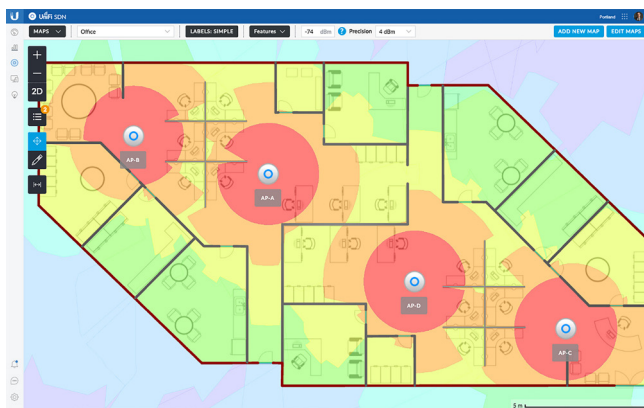 U UniFi SDN Portland
MAPS Office LABELS: SIMPLE Features -74 dBm ? Precision 4 dBm ADD NEW MAP EDIT MAPS
+
−
2D
AP-B
AP-A
AP-D
AP-C
5 m